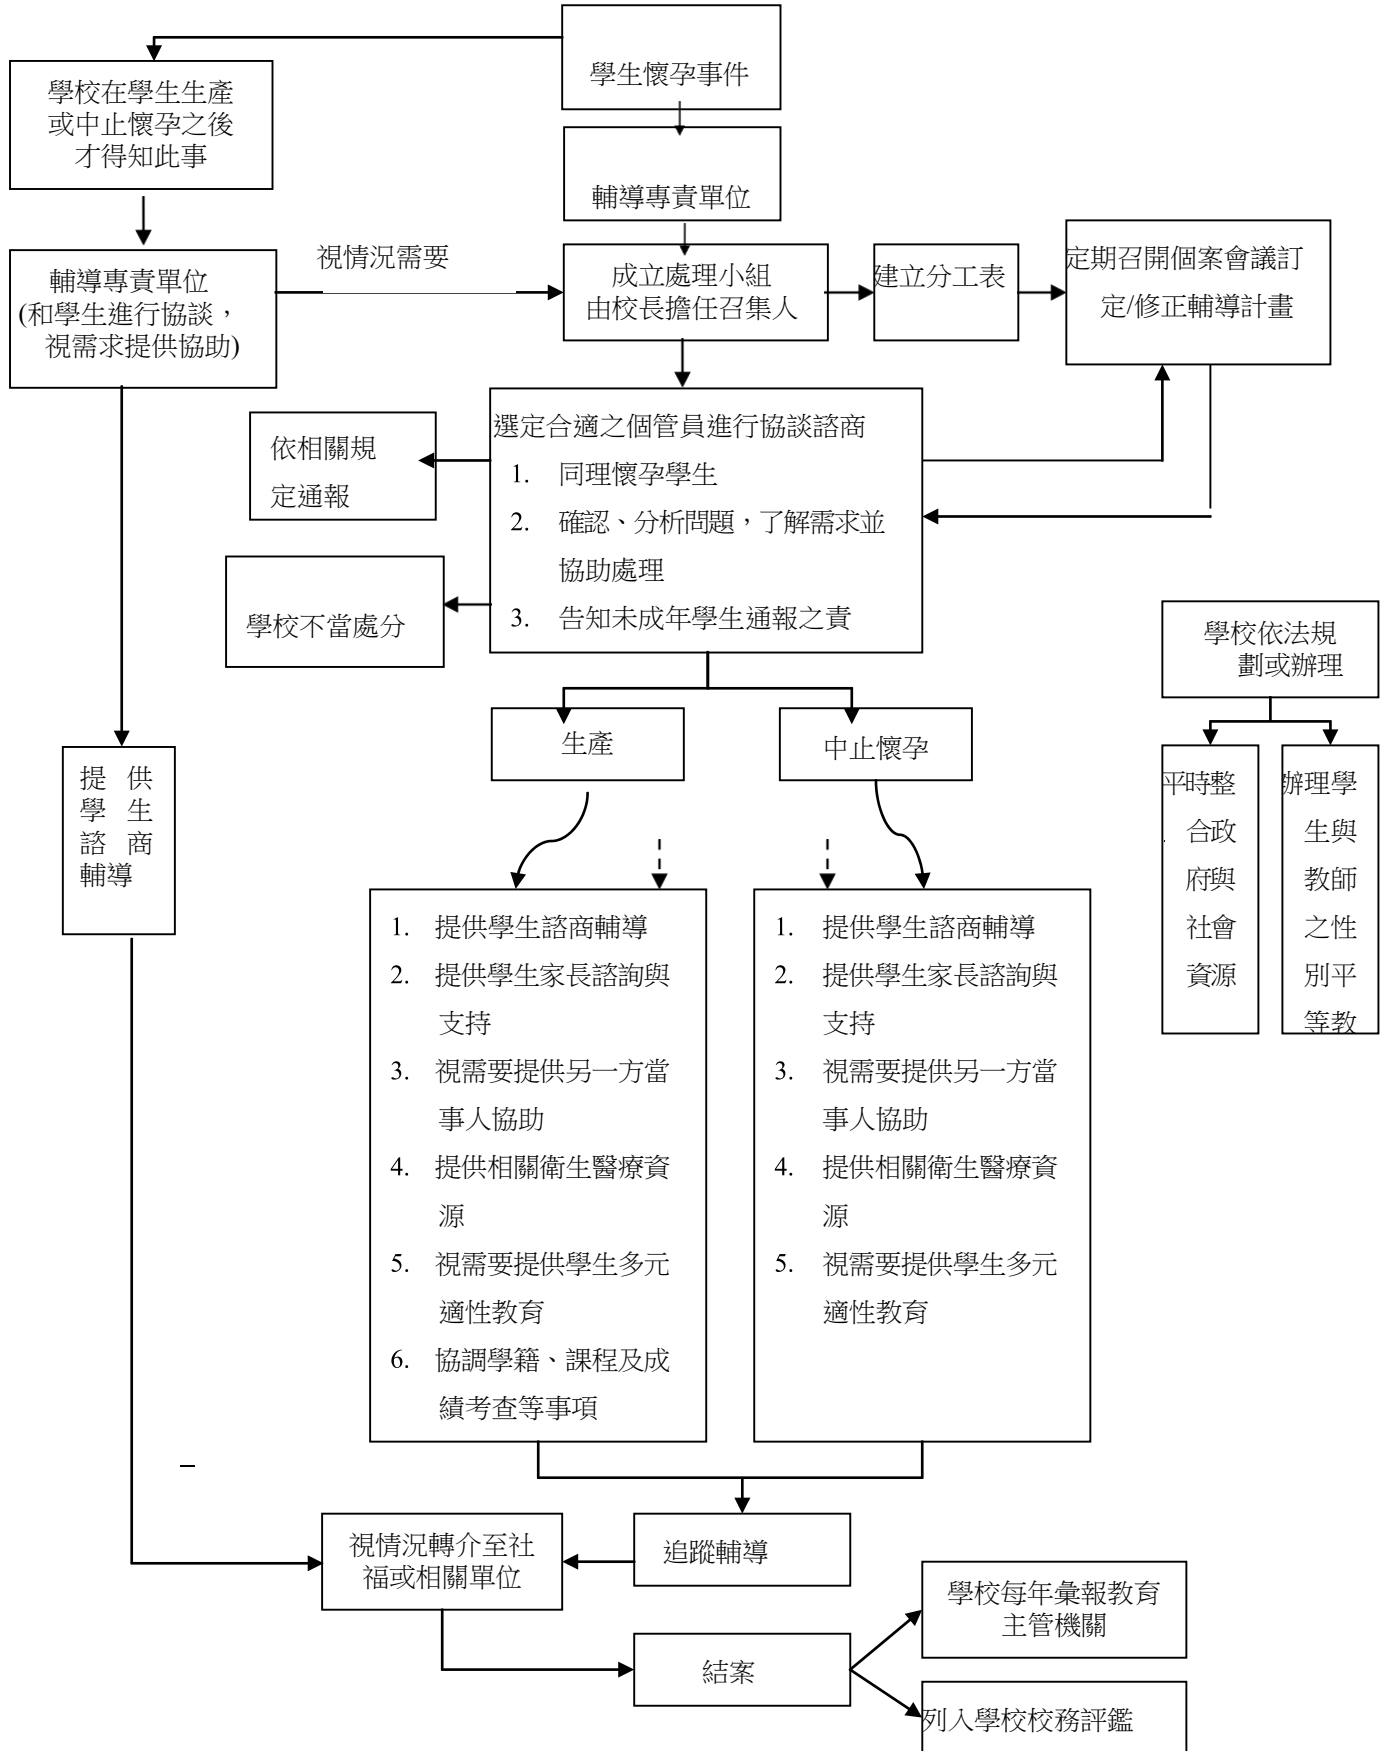 學生懷孕事件
學校在學生生產
或中止懷孕之後
才得知此事
輔導專責單位
輔導專責單位
(和學生進行協談，
視需求提供協助)
視情況需要
成立處理小組
由校長擔任召集人
建立分工表
定期召開個案會議訂
定/修正輔導計畫
選定合適之個管員進行協談諮商
1. 同理懷孕學生
2. 確認、分析問題，了解需求並
協助處理
3. 告知未成年學生通報之責
依相關規
定通報
學校不當處分
學校依法規
劃或辦理
平時整
合政
府與
社會
資源
辦理學
生與
教師
之性
別平
等教
生產
中止懷孕
提 供
學 生
諮 商
輔導
1. 提供學生諮商輔導
2. 提供學生家長諮詢與
支持
3. 視需要提供另一方當
事人協助
4. 提供相關衛生醫療資
源
5. 視需要提供學生多元
適性教育
6. 協調學籍、課程及成
績考查等事項
1. 提供學生諮商輔導
2. 提供學生家長諮詢與
支持
3. 視需要提供另一方當
事人協助
4. 提供相關衛生醫療資
源
5. 視需要提供學生多元
適性教育
視情況轉介至社
福或相關單位
追蹤輔導
結案
學校每年彙報教育
主管機關
列入學校校務評鑑